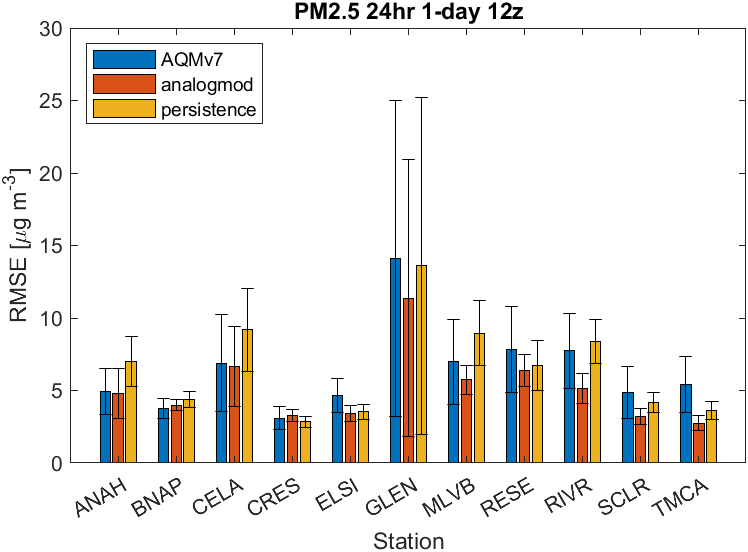 PM2.5 24hr 1-day 12z
30
25
20
15
10
5
0
RMSE [μg m-3]
AQMv7
analogmod
persistence
ANAH
BNAP
CELA
CRES
ELSI
GLEN
MLVB
RESE
RIVR
SCLR
TMCA
Station